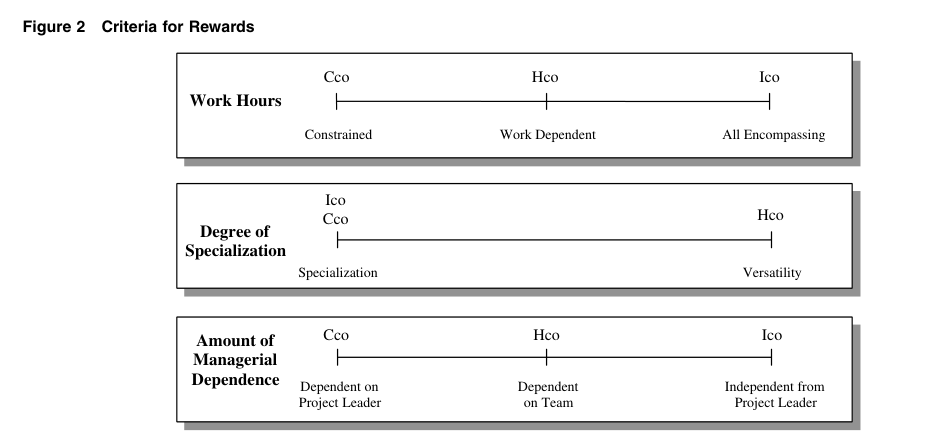 Figure 2 Criteria for Rewards
Cco Hco Ico
Work Hours
Constrained Work Dependent All Encompassing
Ico
Cco Hco
Degree of
Specialization
Specialization Versatility
Cco Hco Ico
Amount of
Managerial
Dependence
Dependent on
Project Leader
Dependent
on Team
Independent from
Project Leader